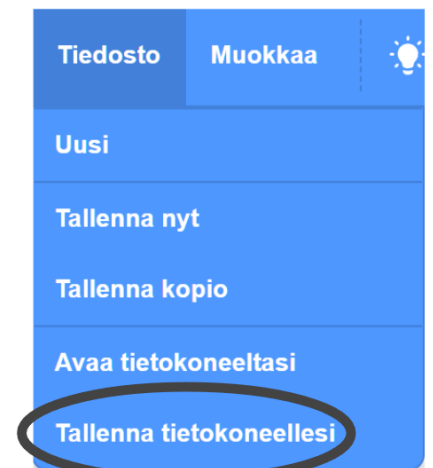 Tiedosto Muokkaa
Uusi
Tallenna nyt
Tallenna kopio
Avaa tietokoneeltasi
Tallenna tietokoneellesi